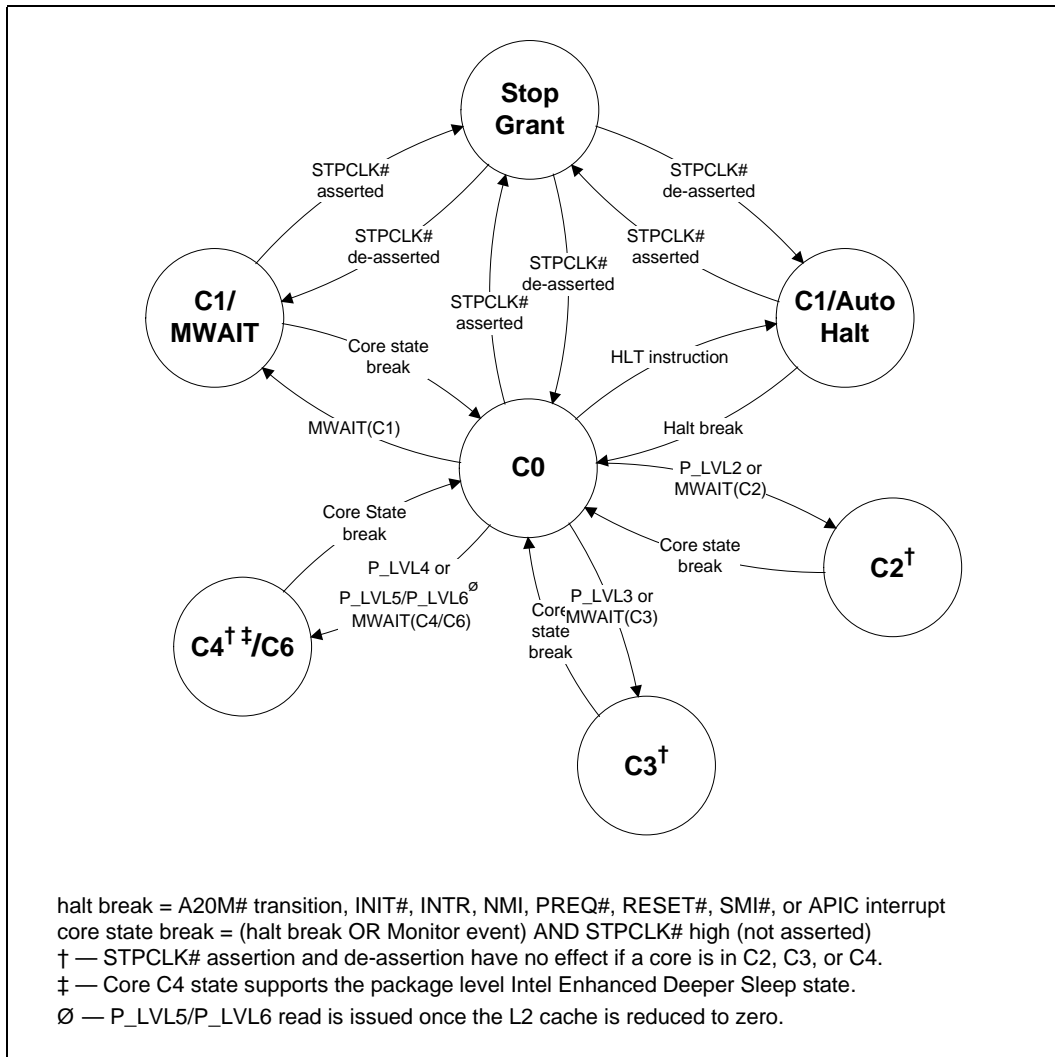 Stop
Grant
STPCLK#
asserted
STPCLK#
de-asserted
STPCLK#
de-asserted
STPCLK#
asserted
STPCLK#
asserted
STPCLK#
de-asserted
C1/
MWAIT
C1/Auto
Halt
Core state
break
HLT instruction
MWAIT(C1)
Halt break
C0
P_LVL2 or
MWAIT(C2)
Core State
break
Core state
break
C2†
P_LVL4 or
P_LVL5/P_LVL6Ø
MWAIT(C4/C6)
Core
state
break
P_LVL3 or
MWAIT(C3)
C4† ‡/C6
C3†
halt break = A20M# transition, INIT#, INTR, NMI, PREQ#, RESET#, SMI#, or APIC interrupt
core state break = (halt break OR Monitor event) AND STPCLK# high (not asserted)
† — STPCLK# assertion and de-assertion have no effect if a core is in C2, C3, or C4.
‡ — Core C4 state supports the package level Intel Enhanced Deeper Sleep state.
Ø — P_LVL5/P_LVL6 read is issued once the L2 cache is reduced to zero.